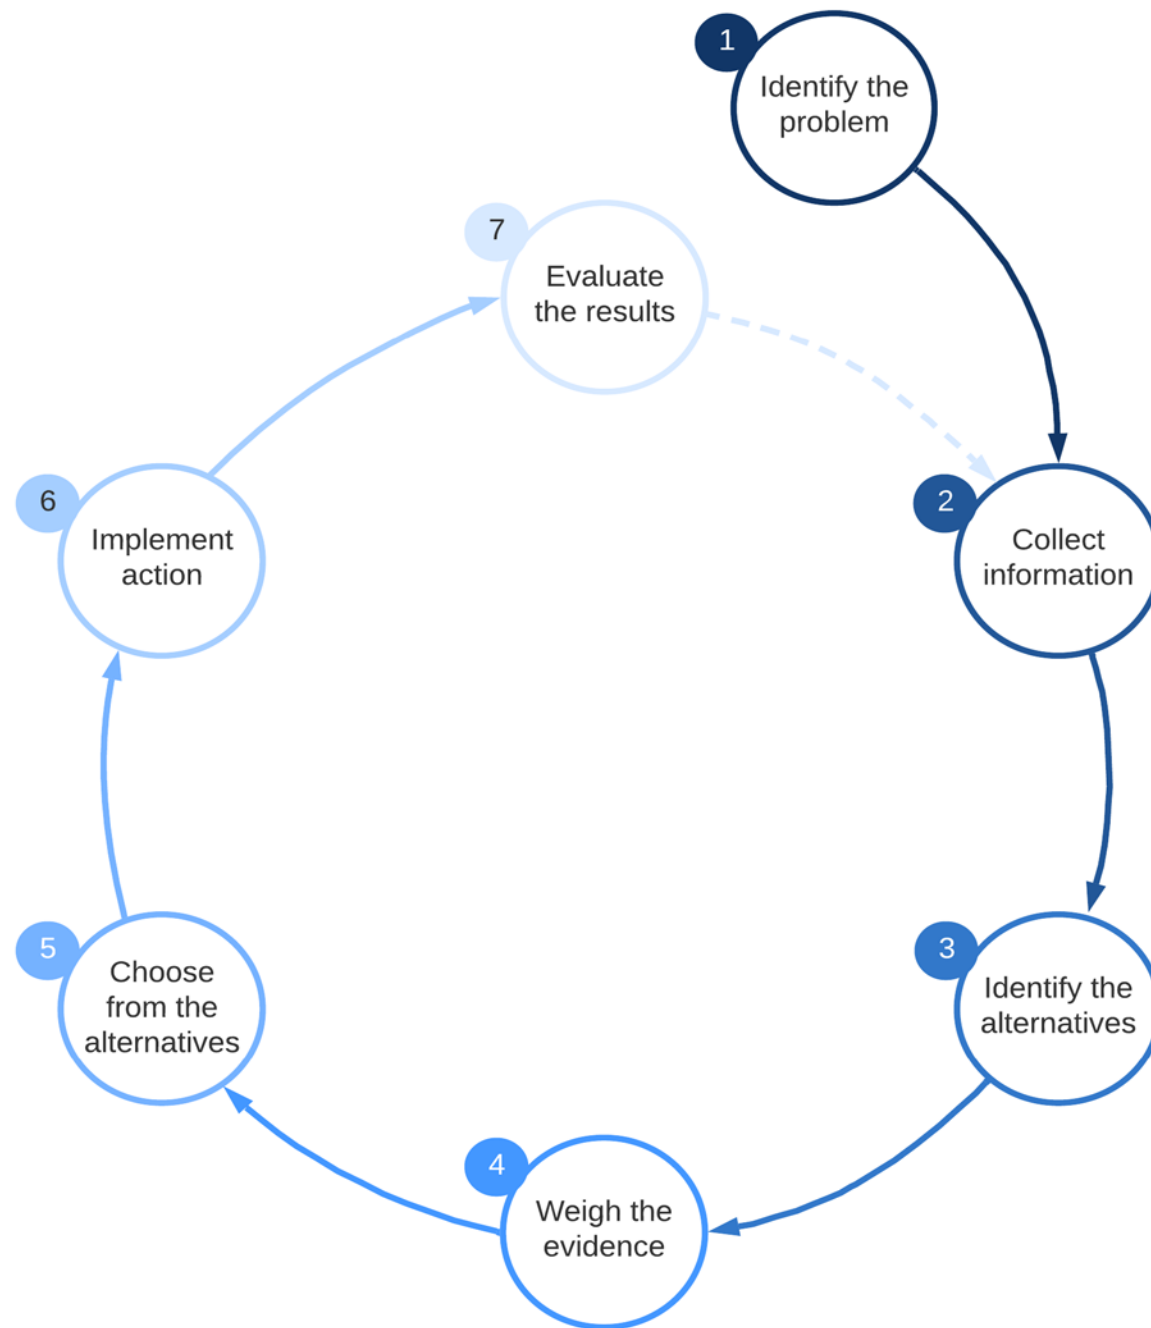 1
Identify the
problem
2
Collect
information
3
Identify the
alternatives
4
Weigh the
evidence
5
Choose
from the
alternatives
6
Implement
action
7
Evaluate
the results